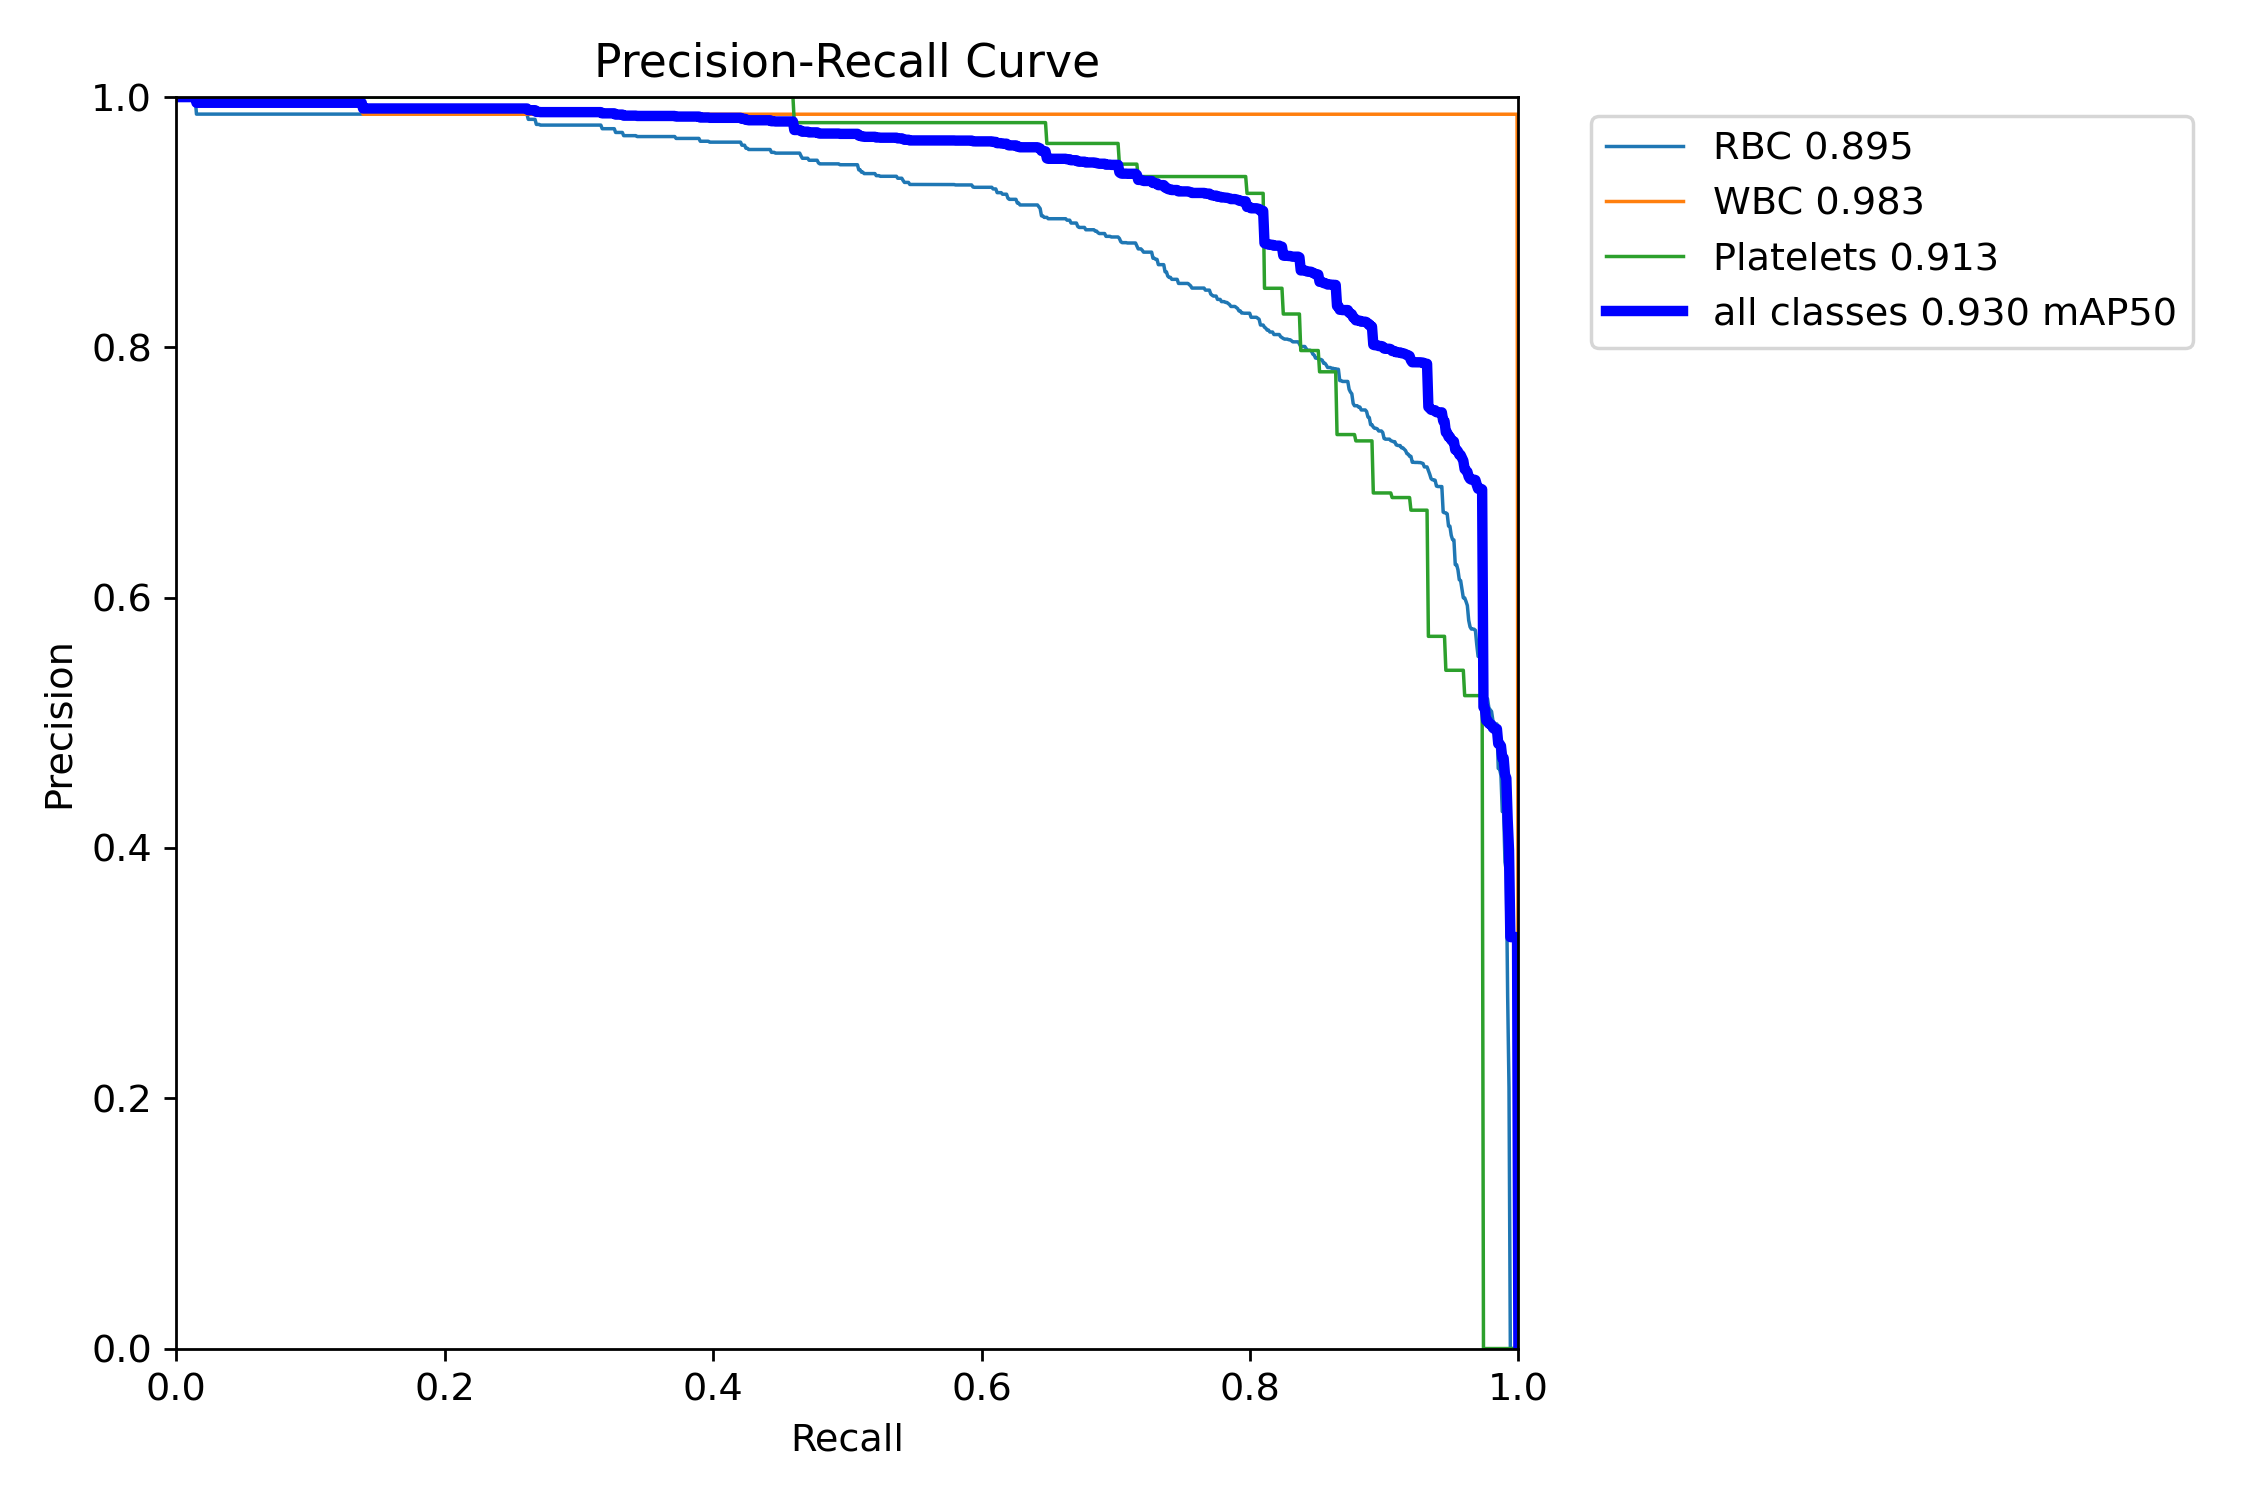 Precision-Recall Curve
RBC 0.895
WBC 0.983
Platelets 0.913
all classes 0.930 mAP50
Precision
1.0
0.8
0.6
0.4
0.2
0.0
0.0 0.2 0.4 0.6 0.8 1.0
Recall